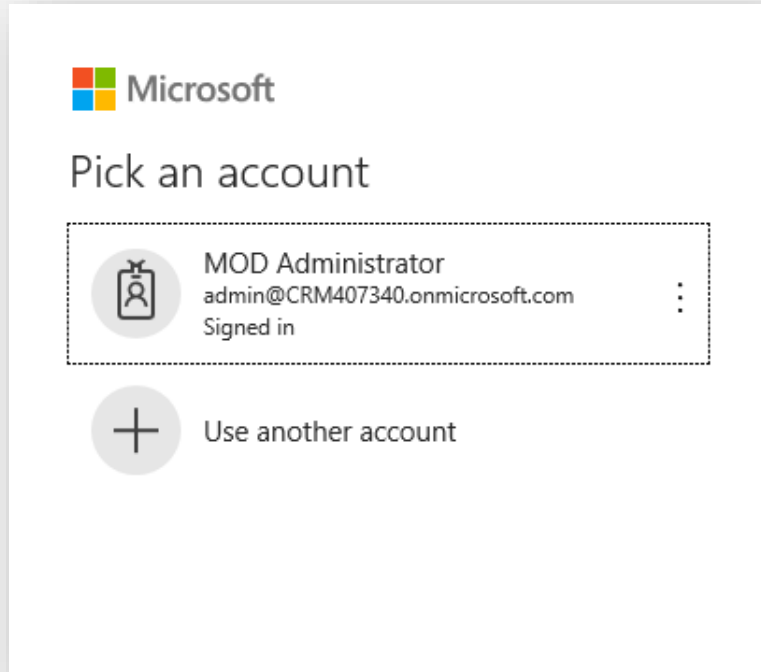 Microsoft
Pick an account
MOD Administrator
admin@CRM407340.onmicrosoft.com
Signed in
Use another account